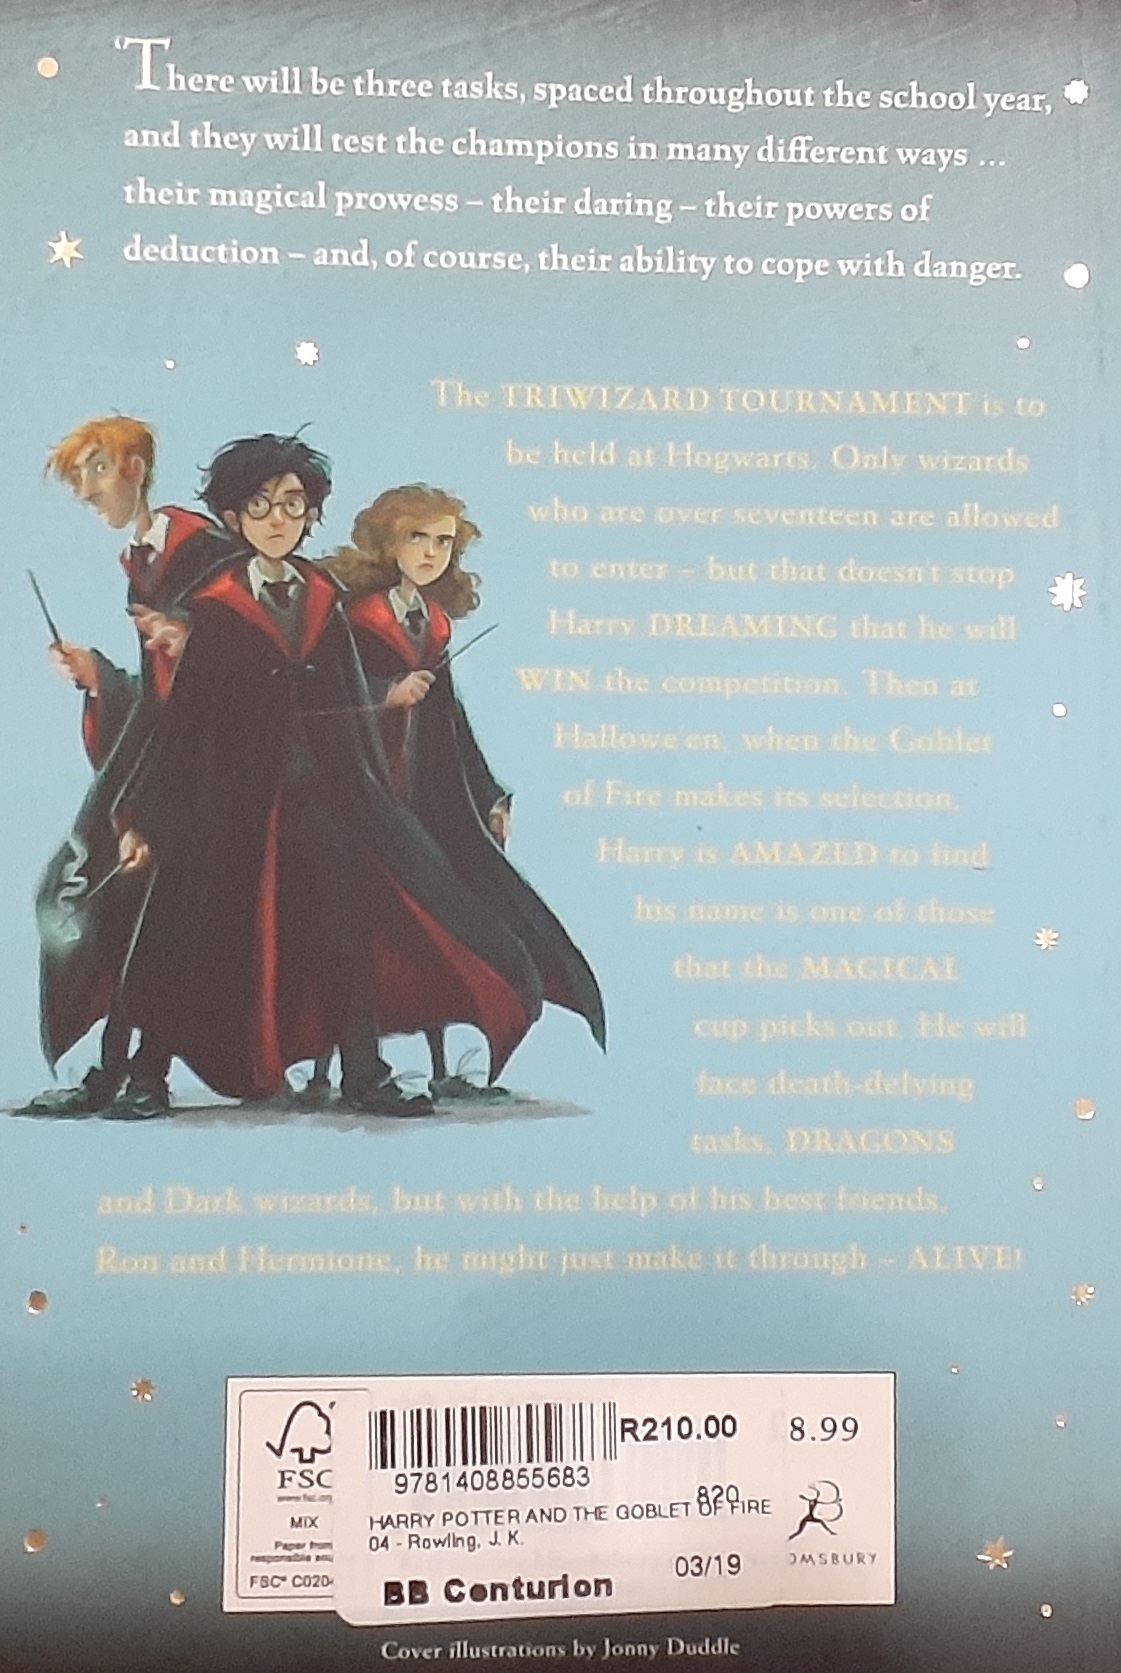 'There will be three tasks, spaced throughout the school year,
and they will test the champions in many different ways ...
their magical prowess – their daring – their powers of
deduction – and, of course, their ability to cope with danger.
The TRIWIZARD TOURNAMENT is to
be held at Hogwarts. Only wizards
who are over seventeen are allowed
to enter – but that doesn't stop
Harry DREAMING that he will
WIN the competition. Then at
Hallowe'en, when the Goblet
of Fire makes its selection,
Harry is AMAZED to find
his name is one of those
that the MAGICAL
cup picks out. He will
face death-defying
tasks, DRAGONS
and Dark wizards, but with the help of his best friends,
Ron and Hermione, he might just make it through – ALIVE!
FSC
www.fsc.org
MIX
Paper from
responsible
FSC® C020
R210.00
8.99
9781408855683
820
HARRY POTTER AND THE GOBLET OF FIRE
04 - Rowling, J. K.
03/19
BB Centurion
OMSBURY
Cover illustrations by Jonny Duddle